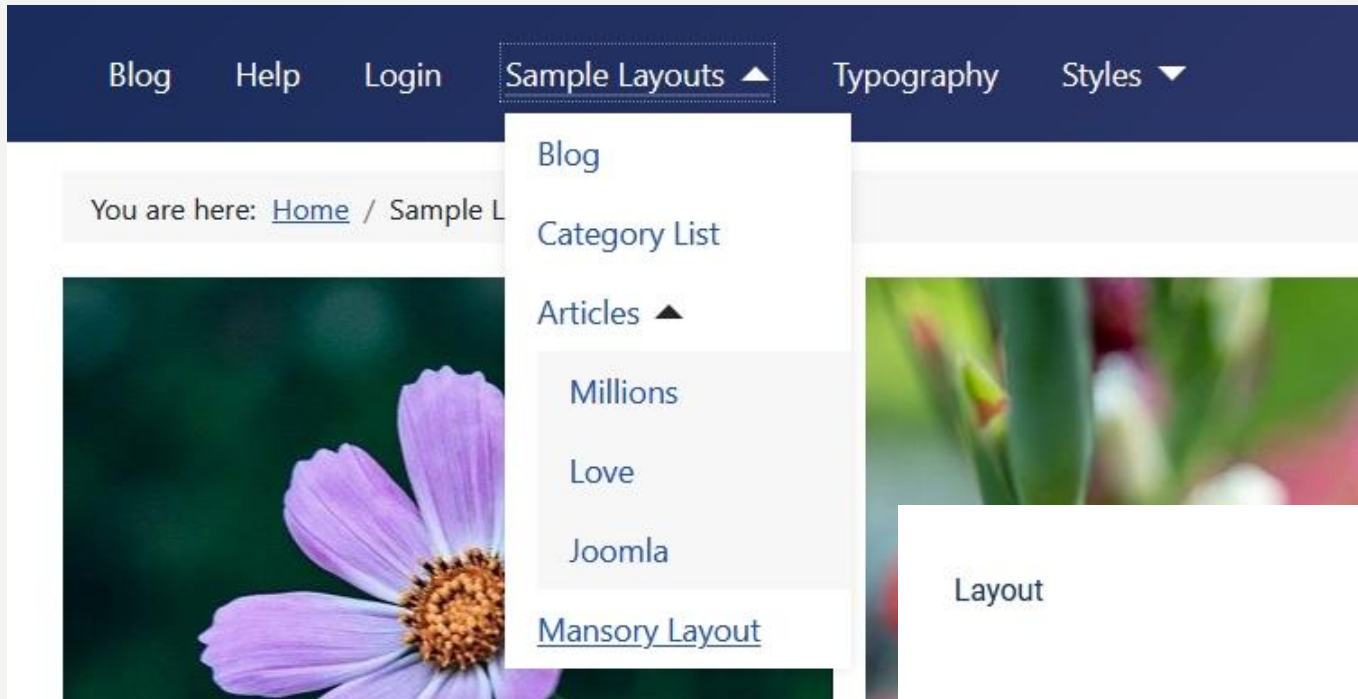 Blog Help Login Sample Layouts Typography Styles
Blog
You are here: Home / Sample L
Category List
Articles
Millions
Love
Joomla
Layout
Mansory Layout